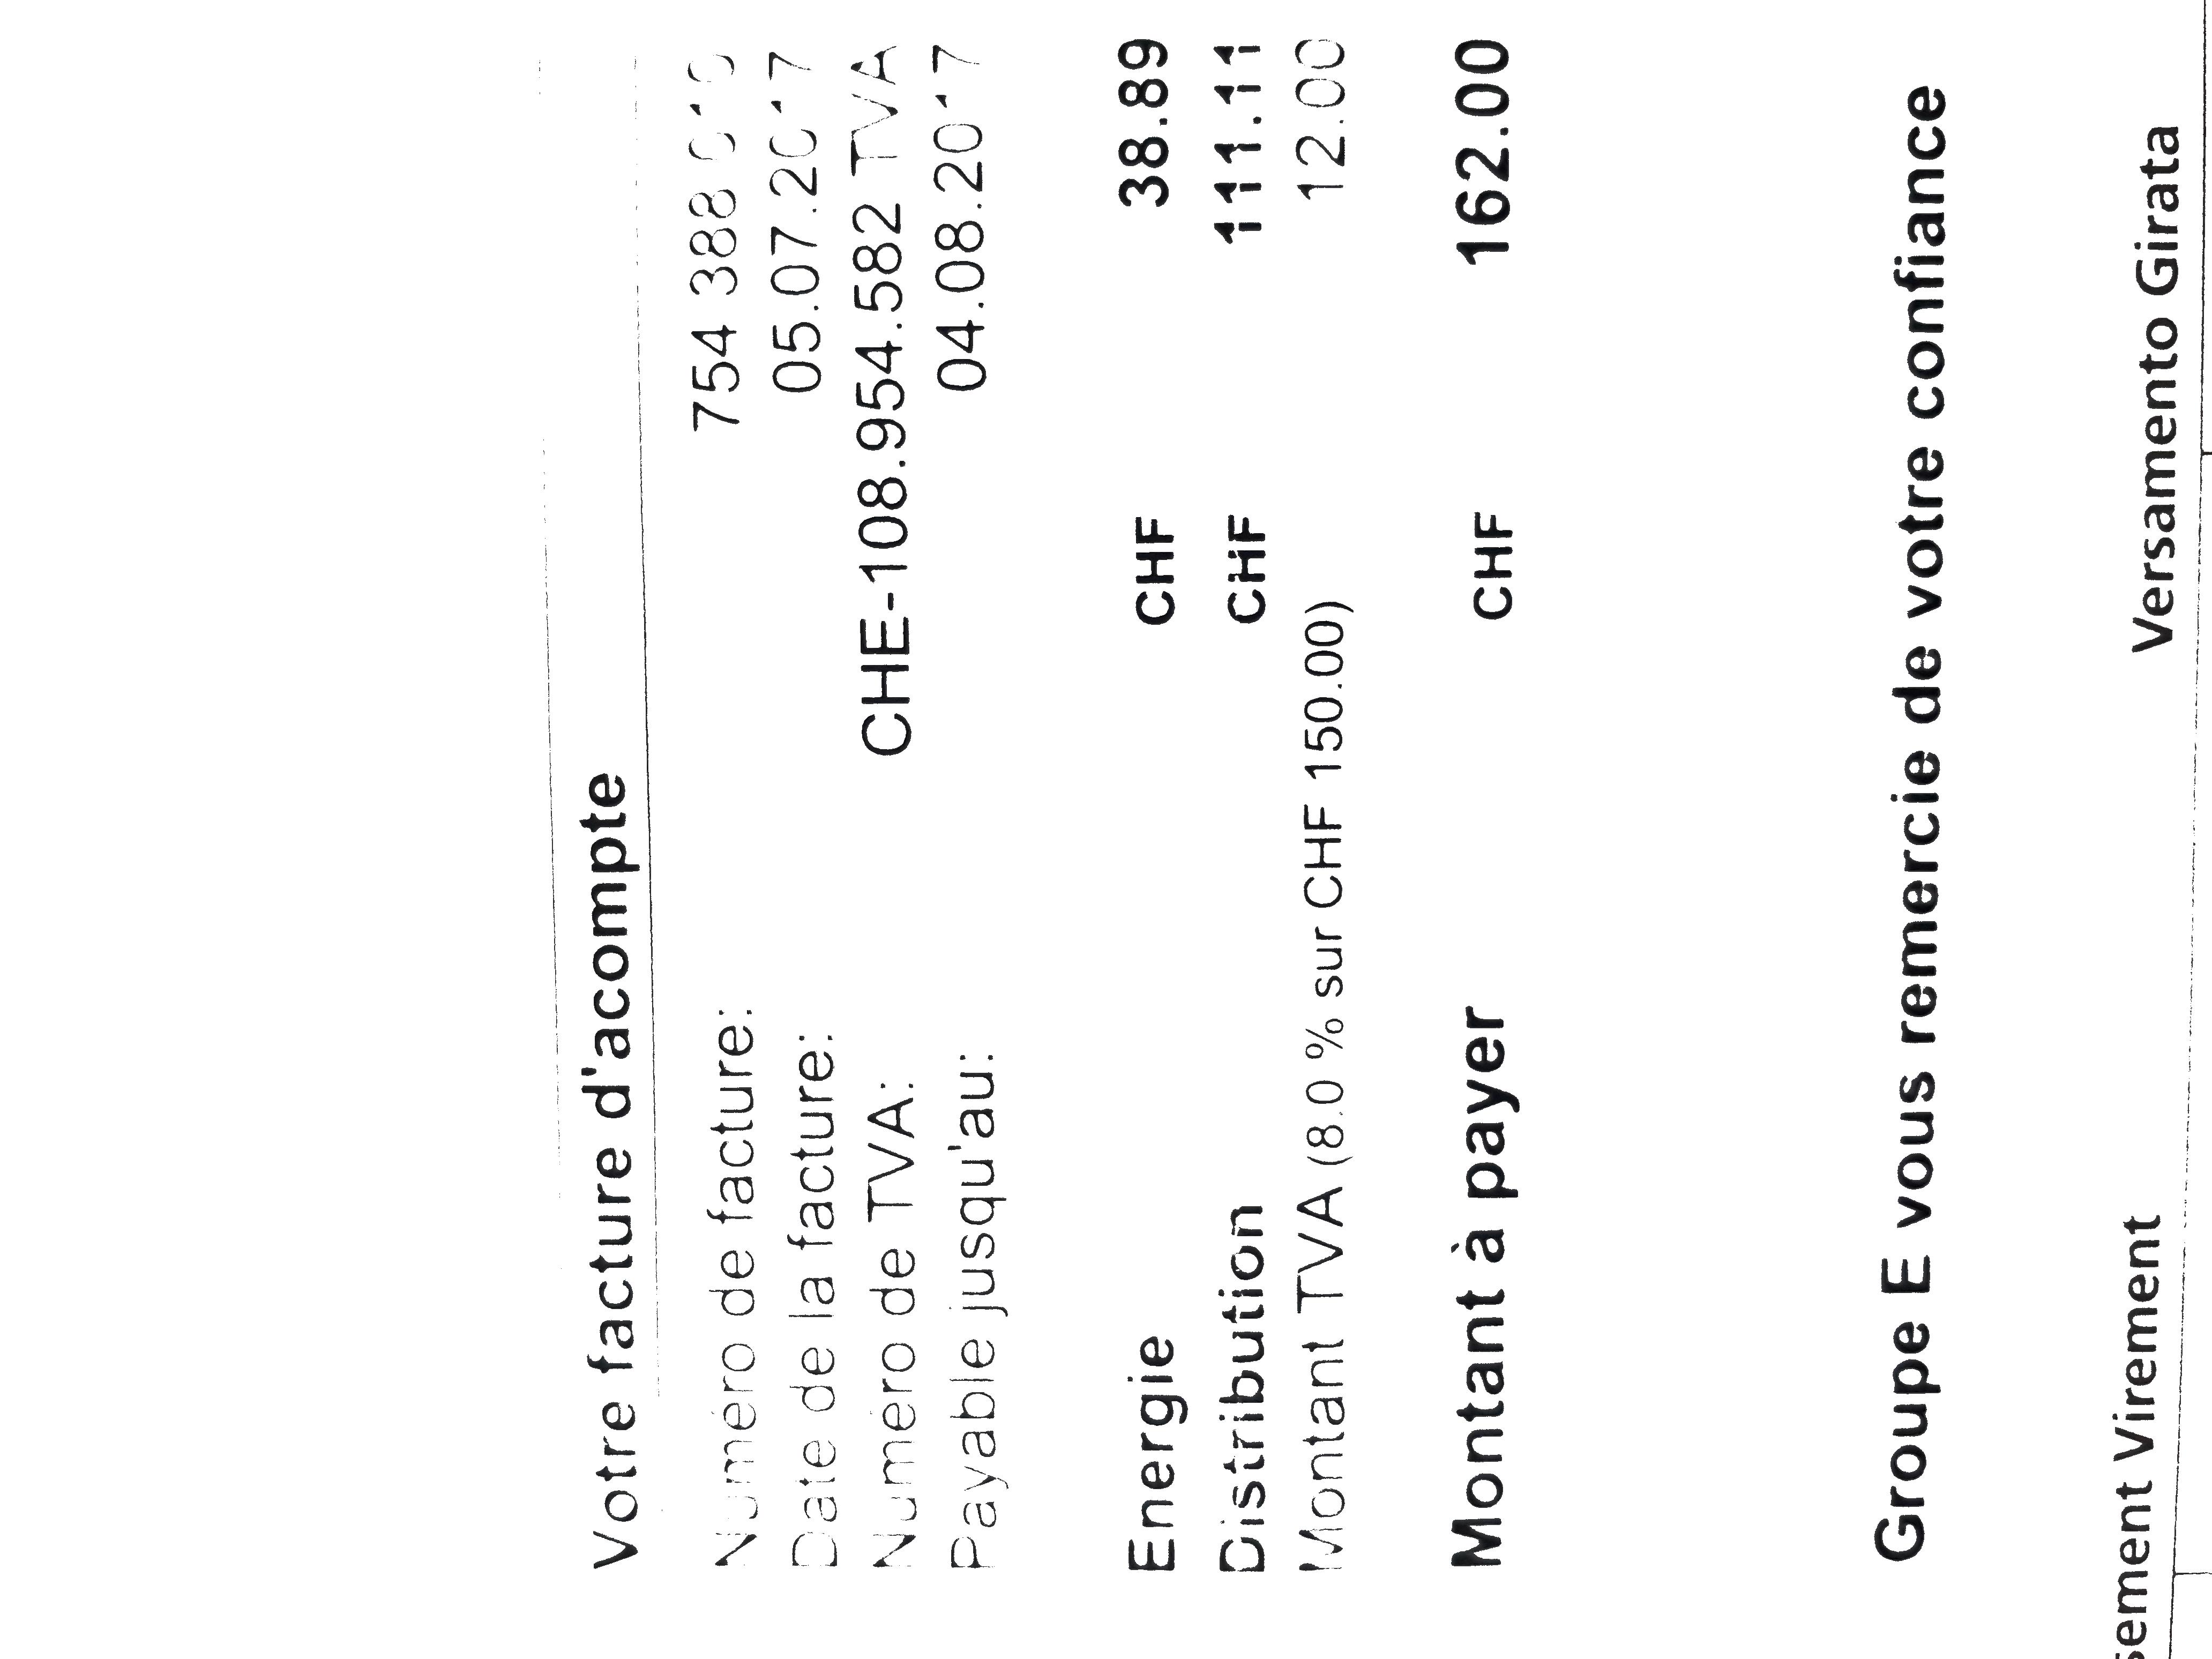 Votre facture d'acompte
Numéro de facture: 754 388
Date de la facture: 05.07.2017
Numéro de TVA: CHE-108.954.582 TVA
Payable jusqu'au: 04.08.2017
Energie CHF 38.89
Distribution CHF 111.11
Montant TVA (8.0 % sur CHF 150.00) 12.00
Montant à payer CHF 162.00
Groupe E vous remercie de votre confiance
sement Virement Versamento Girata